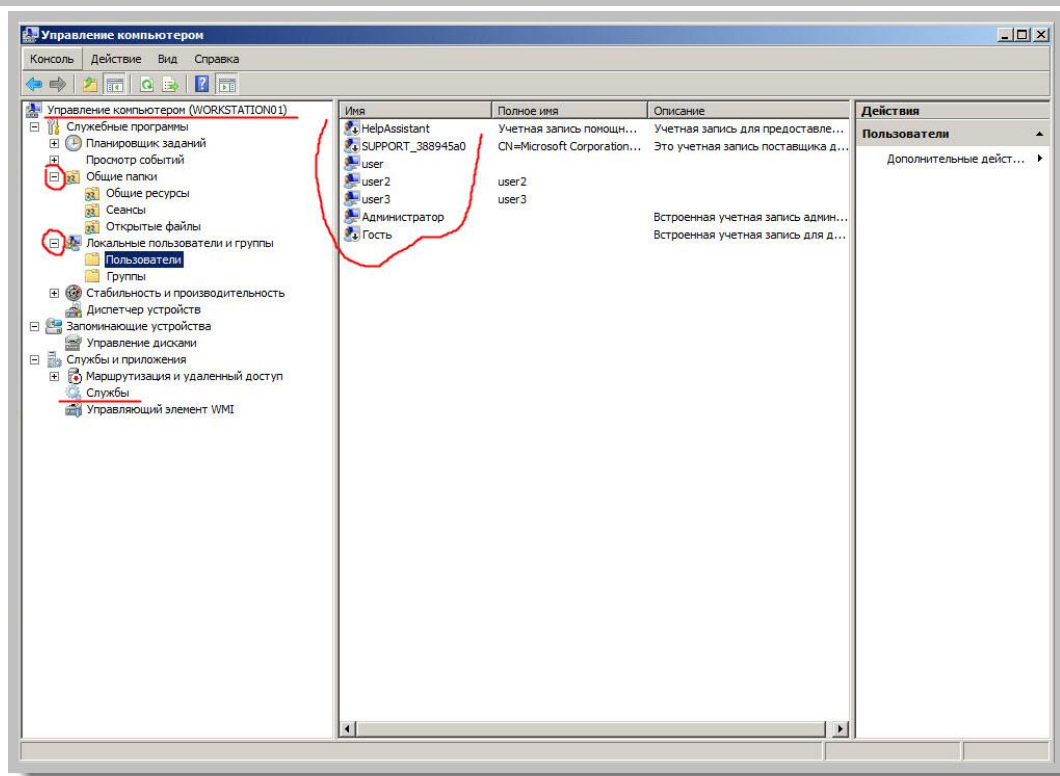 Управление компьютером
Консоль Действие Вид Справка
Управление компьютером (WORKSTATION01)
Служебные программы
Планировщик заданий
Просмотр событий
Общие папки
Общие ресурсы
Сеансы
Открытые файлы
Локальные пользователи и группы
Пользователи
Группы
Стабильность и производительность
Диспетчер устройств
Запоминающие устройства
Управление дисками
Службы и приложения
Маршрутизация и удаленный доступ
Службы
Управляющий элемент WMI
Имя Полное имя Описание
HelpAssistant Учетная запись помощн... Учетная запись для предоставле...
SUPPORT_388945a0 CN=Microsoft Corporation... Это учетная запись поставщика д...
user
user2 user2
user3 user3
Администратор Встроенная учетная запись админ...
Гость Встроенная учетная запись для д...
Действия
Пользователи
Дополнительные дейст...